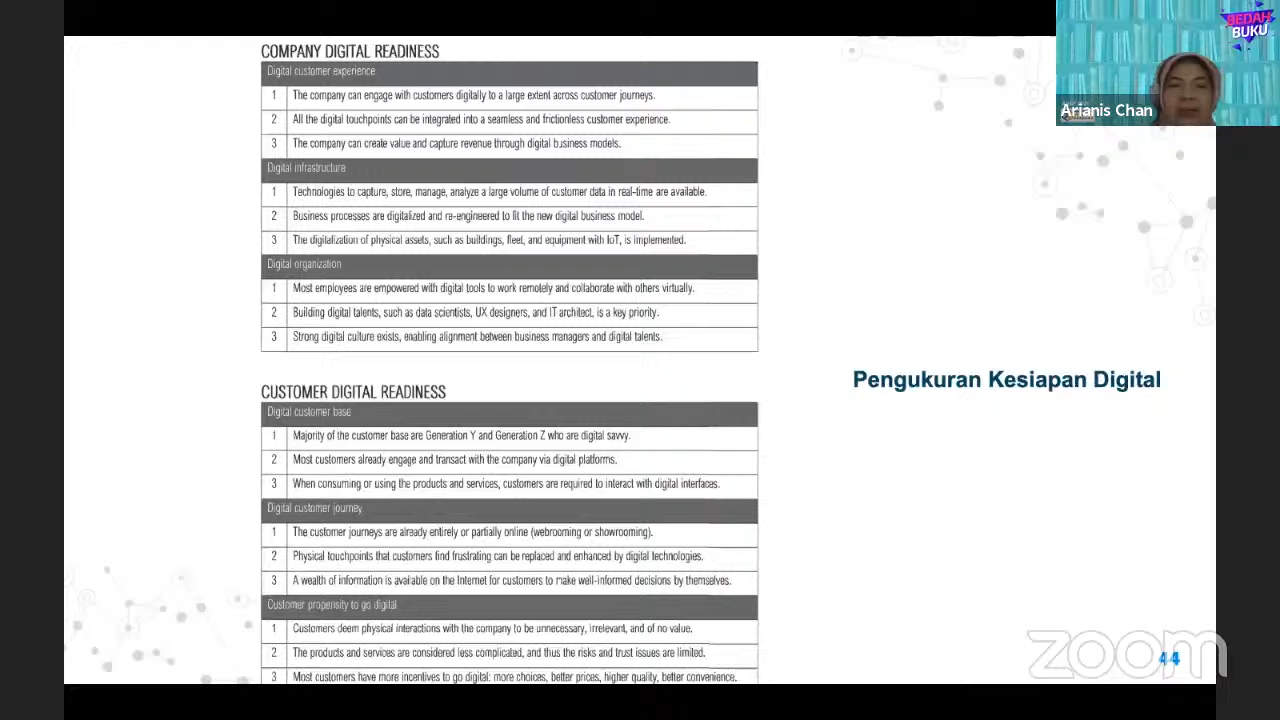 COMPANY DIGITAL READINESS
Digital customer experience
1 The company can engage with customers digitally to a large extent across customer journeys.
2 All the digital touchpoints can be integrated into a seamless and frictionless customer experience.
3 The company can create value and capture revenue through digital business models.
Digital infrastructure
1 Technologies to capture, store, manage, analyze a large volume of customer data in real-time are available.
2 Business processes are digitalized and re-engineered to fit the new digital business model.
3 The digitalization of physical assets, such as buildings, fleet, and equipment with IoT, is implemented.
Digital organization
1 Most employees are empowered with digital tools to work remotely and collaborate with others virtually.
2 Building digital talents, such as data scientists, UX designers, and IT architect, is a key priority.
3 Strong digital culture exists, enabling alignment between business managers and digital talents.
CUSTOMER DIGITAL READINESS
Digital customer base
1 Majority of the customer base are Generation Y and Generation Z who are digital savvy.
2 Most customers already engage and transact with the company via digital platforms.
3 When consuming or using the products and services, customers are required to interact with digital interfaces.
Digital customer journey
1 The customer journeys are already entirely or partially online (webrooming or showrooming).
2 Physical touchpoints that customers find frustrating can be replaced and enhanced by digital technologies.
3 A wealth of information is available on the Internet for customers to make well-informed decisions by themselves.
Customer propensity to go digital
1 Customers deem physical interactions with the company to be unnecessary, irrelevant, and of no value.
2 The products and services are considered less complicated, and thus the risks and trust issues are limited.
3 Most customers have more incentives to go digital: more choices, better prices, higher quality, better convenience.
Pengukuran Kesiapan Digital
BEDAH
BUKU
Arianis Chan
zoom
44